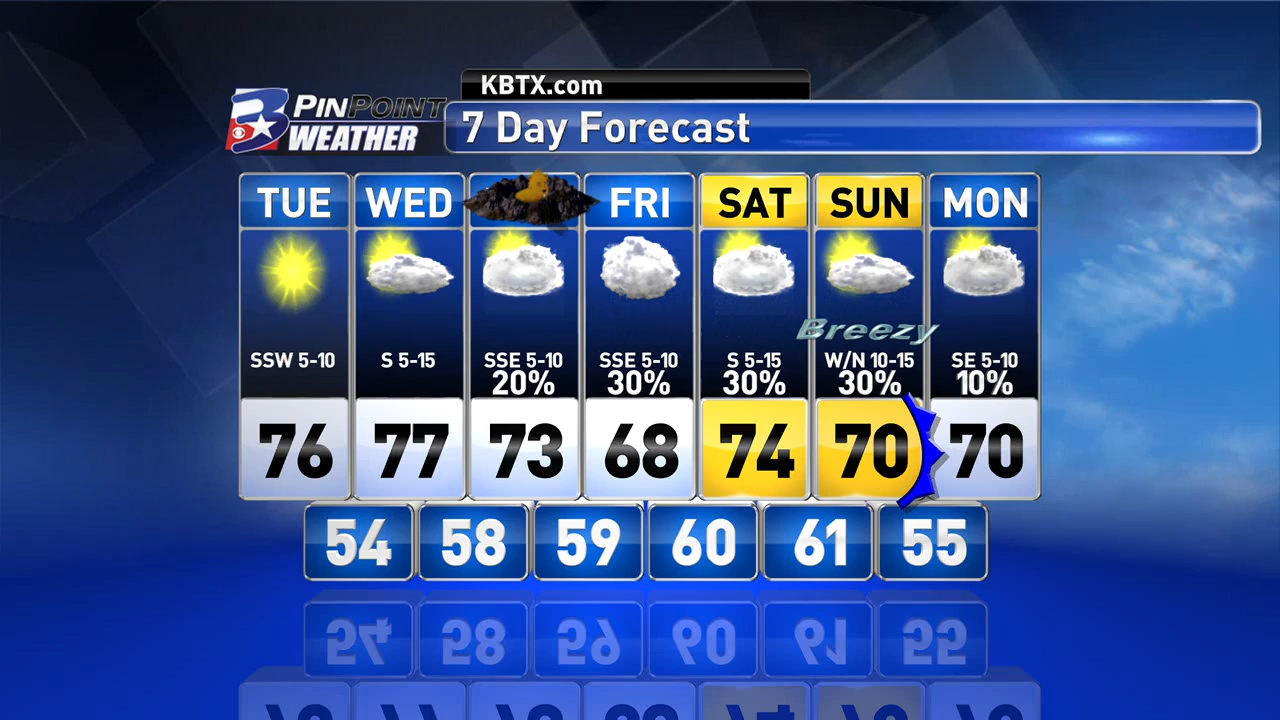 KBTX.com
3 PINPOINT
WEATHER
7 Day Forecast
TUE WED FRI SAT SUN MON
Breezy
SSW 5-10 S 5-15 SSE 5-10 SSE 5-10 S 5-15 W/N 10-15 SE 5-10
20% 30% 30% 30% 10%
76 77 73 68 74 70 70
54 58 59 60 61 55